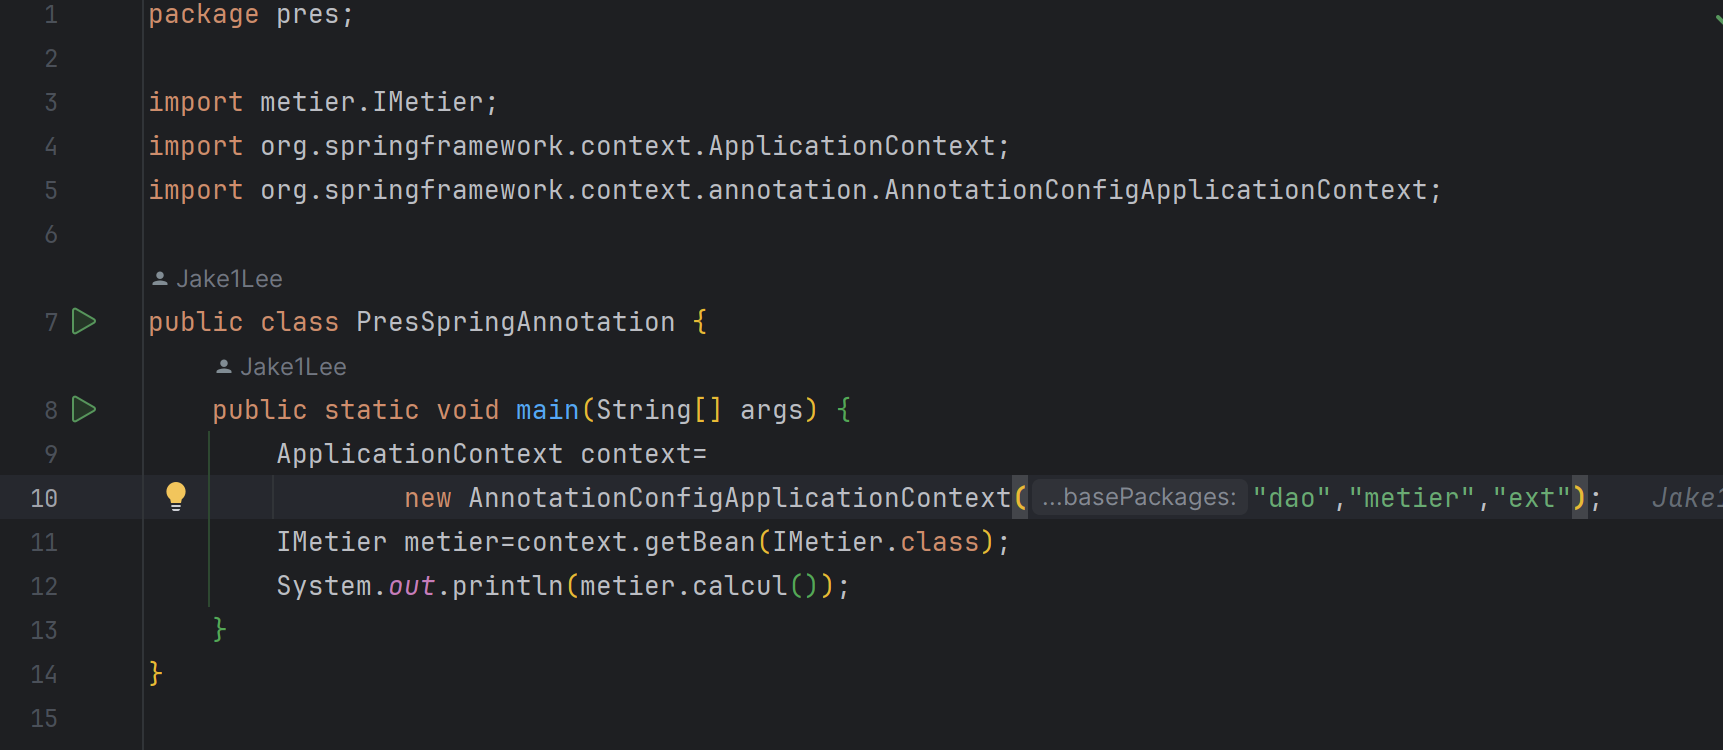 1 package pres;
2
3 import metier.IMetier;
4 import org.springframework.context.ApplicationContext;
5 import org.springframework.context.annotation.AnnotationConfigApplicationContext;
6
Jake1Lee
7 public class PresSpringAnnotation {
Jake1Lee
8 public static void main(String[] args) {
9 ApplicationContext context=
10 new AnnotationConfigApplicationContext( ...basePackages: "dao","metier","ext"); Jake1
11 IMetier metier=context.getBean(IMetier.class);
12 System.out.println(metier.calcul());
13 }
14 }
15